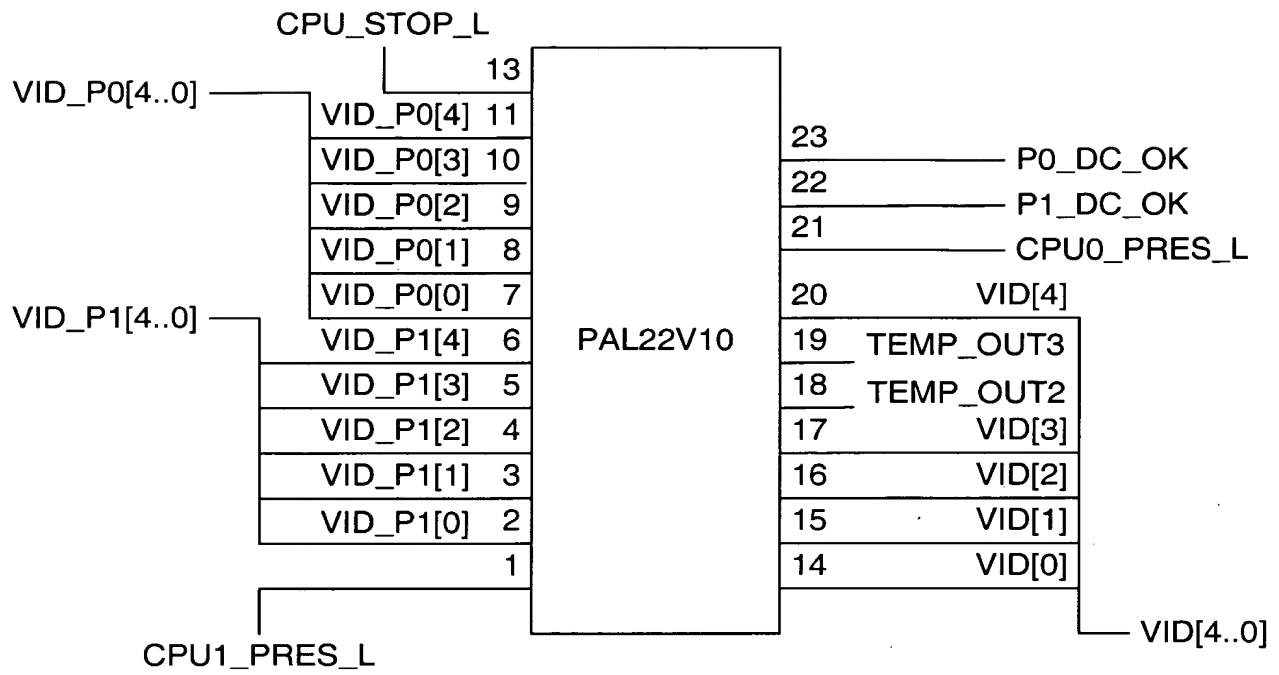 CPU_STOP_L
13
VID_P0[4..0]
VID_P0[4] 11
VID_P0[3] 10
VID_P0[2] 9
VID_P0[1] 8
VID_P0[0] 7
VID_P1[4..0]
VID_P1[4] 6
VID_P1[3] 5
VID_P1[2] 4
VID_P1[1] 3
VID_P1[0] 2
1
CPU1_PRES_L
PAL22V10
23 P0_DC_OK
22 P1_DC_OK
21 CPU0_PRES_L
20 VID[4]
19 TEMP_OUT3
18 TEMP_OUT2
17 VID[3]
16 VID[2]
15 VID[1]
14 VID[0]
VID[4..0]